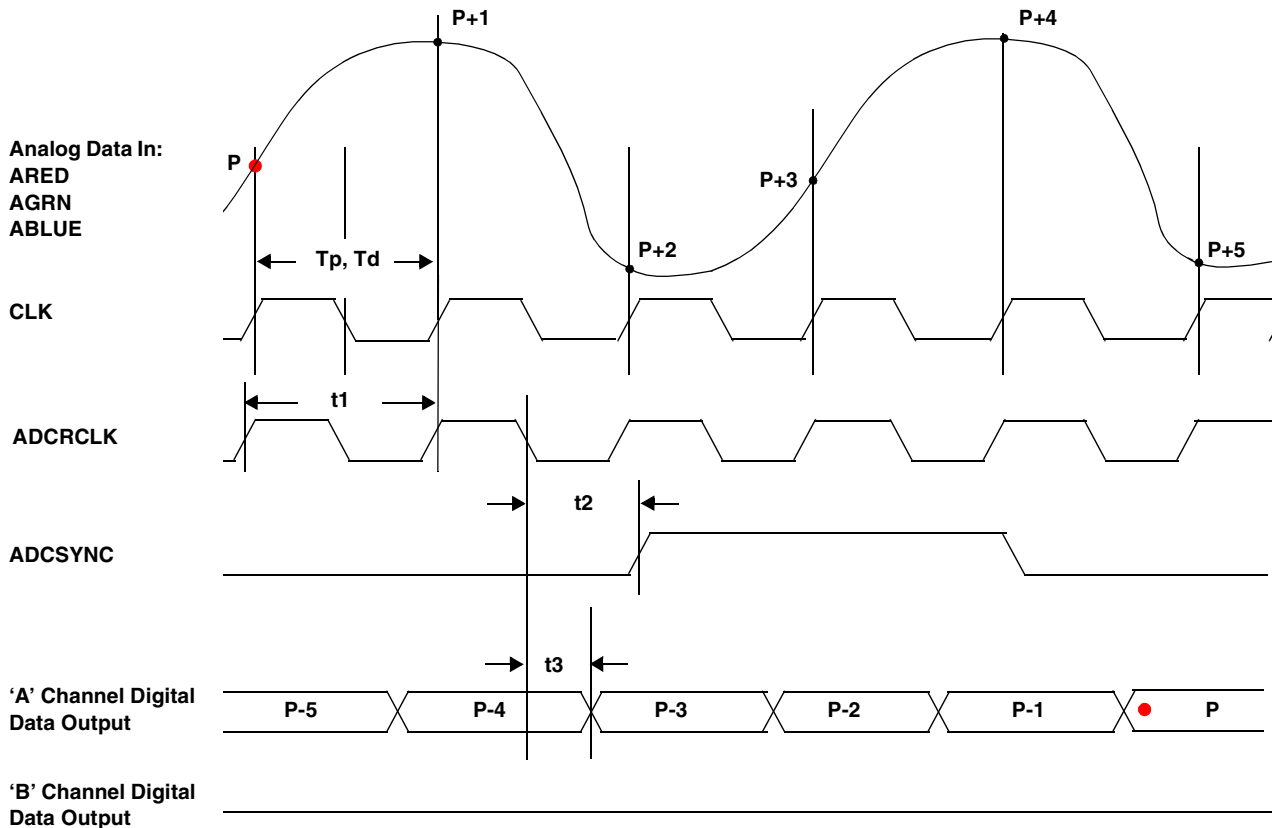 P+1
P+4
Analog Data In:
ARED
AGRN
ABLUE
P
P+3
P+2
P+5
Tp, Td
CLK
t1
ADCRCLK
t2
ADCSYNC
t3
‘A’ Channel Digital
Data Output
P-5
P-4
P-3
P-2
P-1
P
‘B’ Channel Digital
Data Output